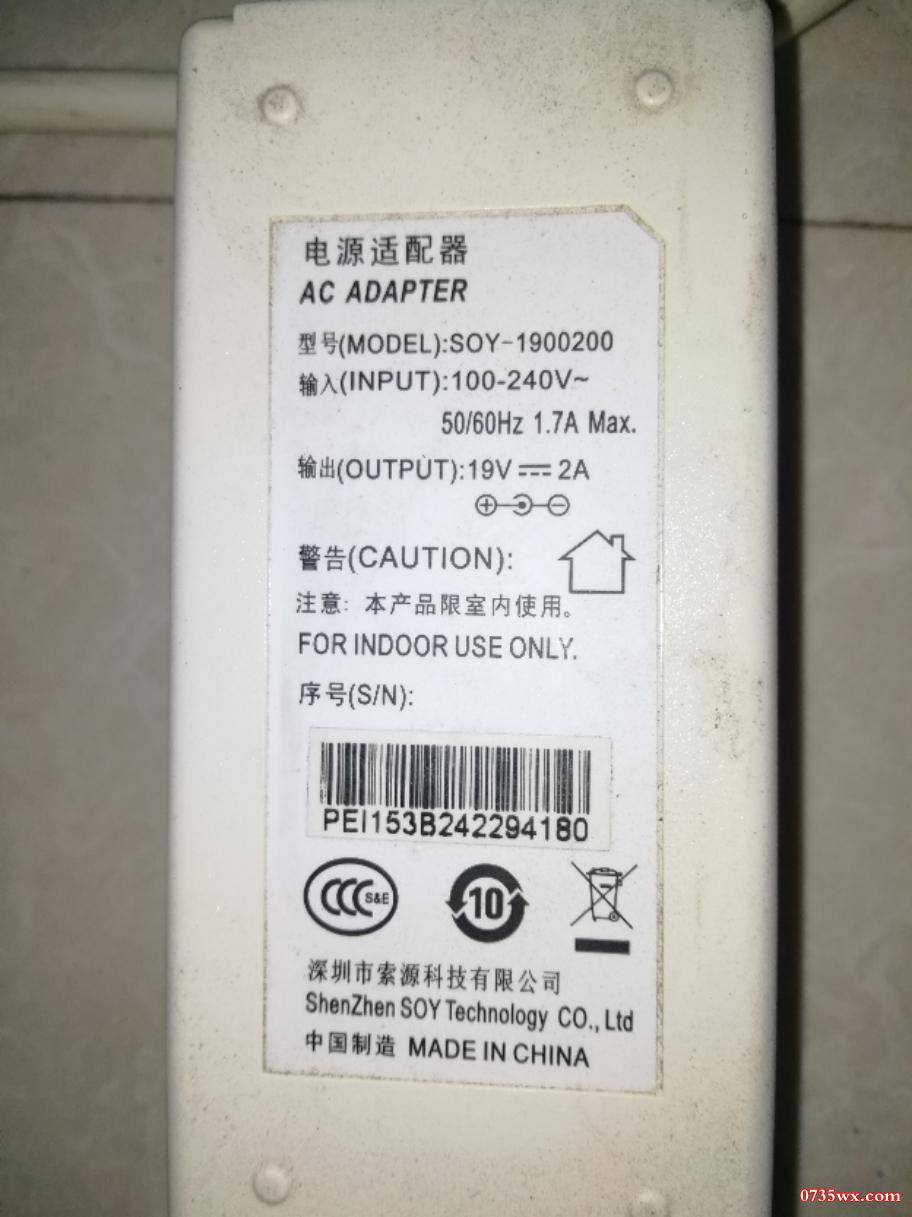 电源适配器
AC ADAPTER
型号(MODEL):SOY-1900200
输入(INPUT):100-240V~
50/60Hz 1.7A Max.
输出(OUTPUT):19V⎓2A
警告(CAUTION):
注意: 本产品限室内使用。
FOR INDOOR USE ONLY.
序号(S/N):
PEI153B242294180
CCC S&E
10
深圳市索源科技有限公司
ShenZhen SOY Technology CO.,Ltd
中国制造 MADE IN CHINA
0735wx.com